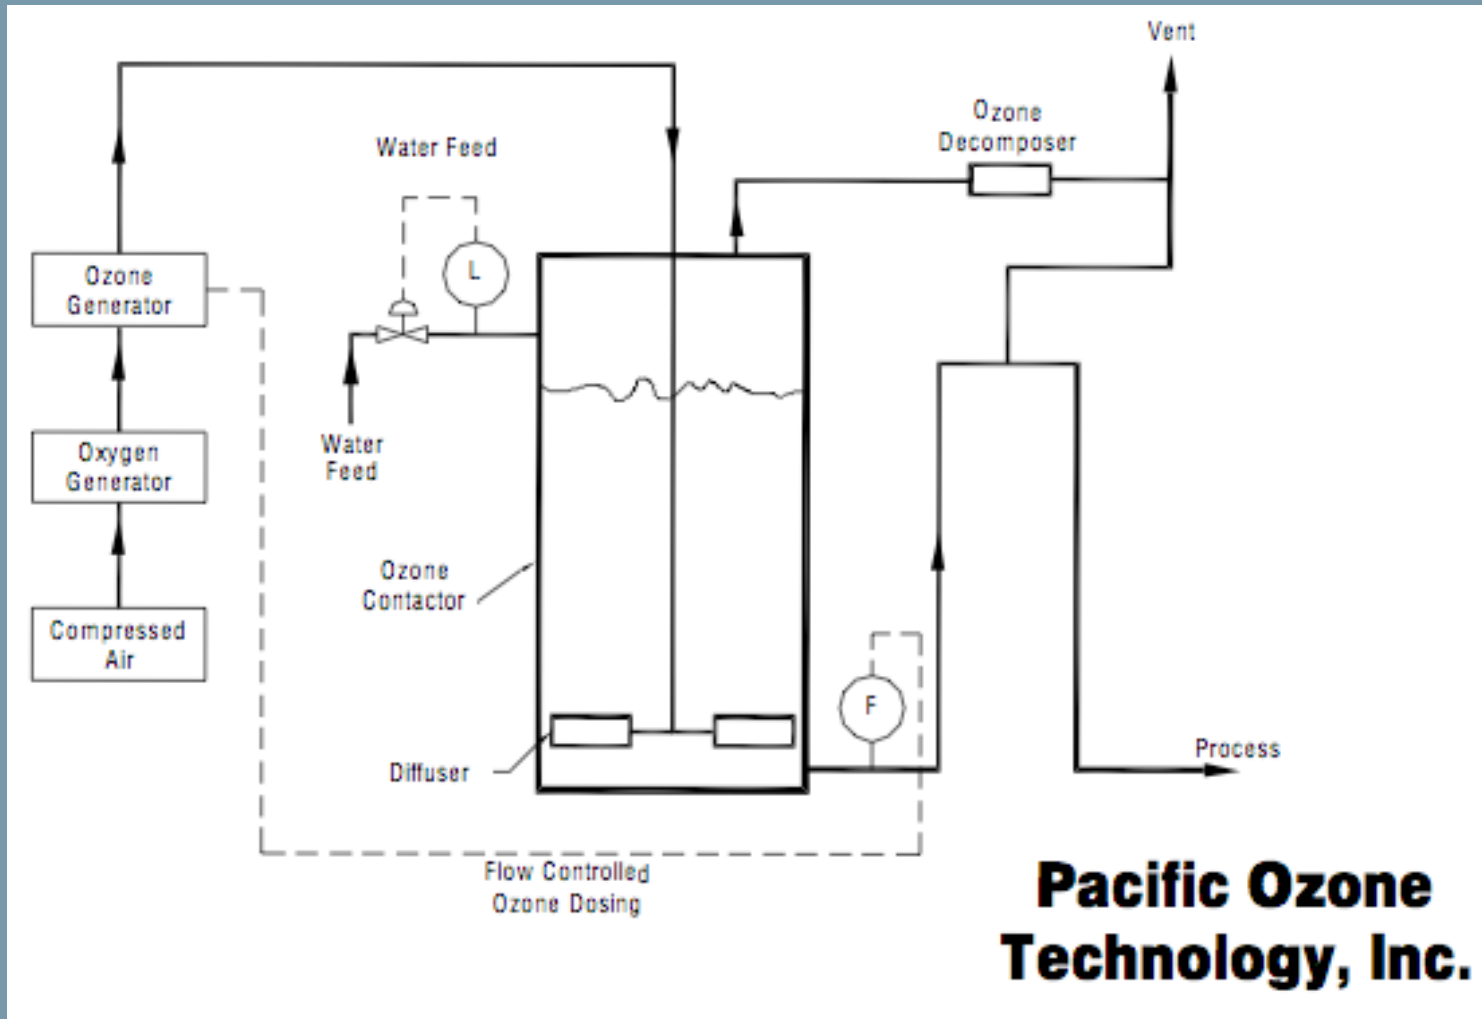 Vent
Ozone
Decomposer
Water Feed
L
Ozone
Generator
Water
Feed
Oxygen
Generator
Ozone
Contactor
Compressed
Air
F
Diffuser
Process
Flow Controlled
Ozone Dosing
Pacific Ozone
Technology, Inc.